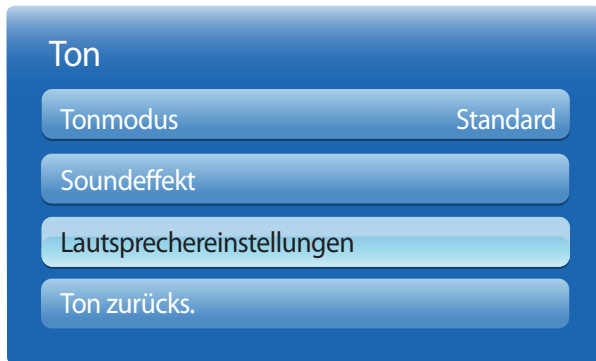 Ton
Tonmodus Standard
Soundeffekt
Lautsprechereinstellungen
Ton zurücks.